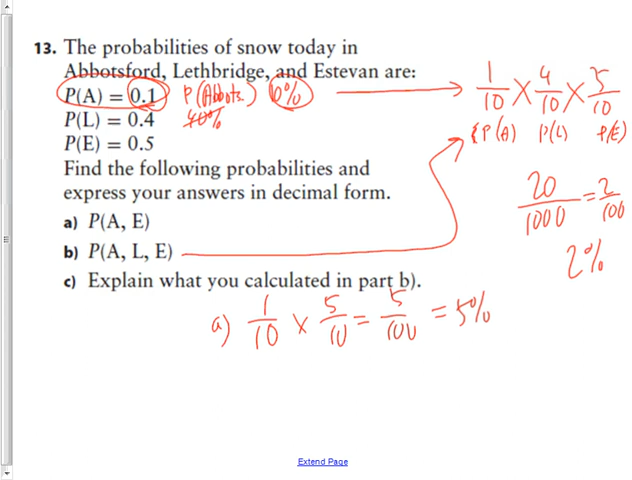 13. The probabilities of snow today in
Abbotsford, Lethbridge, and Estevan are:
P(A) = 0.1 P(Abbots.) 10%
P(L) = 0.4 40%
P(E) = 0.5
Find the following probabilities and
express your answers in decimal form.
a) P(A, E)
b) P(A, L, E)
c) Explain what you calculated in part b).
1/10 × 4/10 × 5/10
P(A) P(L) P(E)
20/1000 = 2/100
2%
a) 1/10 × 5/10 = 5/100 = 5%
Extend Page